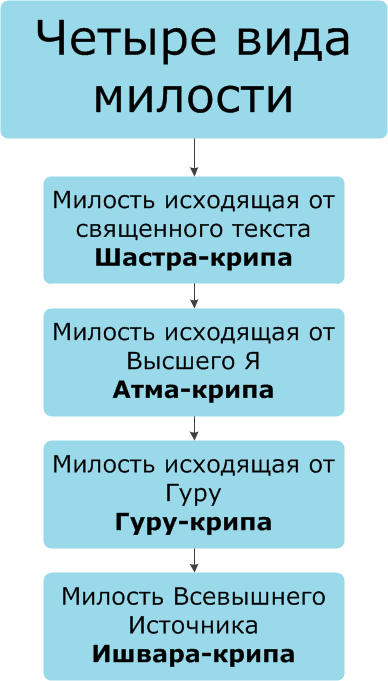 Четыре вида
милости
Милость исходящая от
священного текста
Шастра-крипа
Милость исходящая от
Высшего Я
Атма-крипа
Милость исходящая от
Гуру
Гуру-крипа
Милость Всевышнего
Источника
Ишвара-крипа